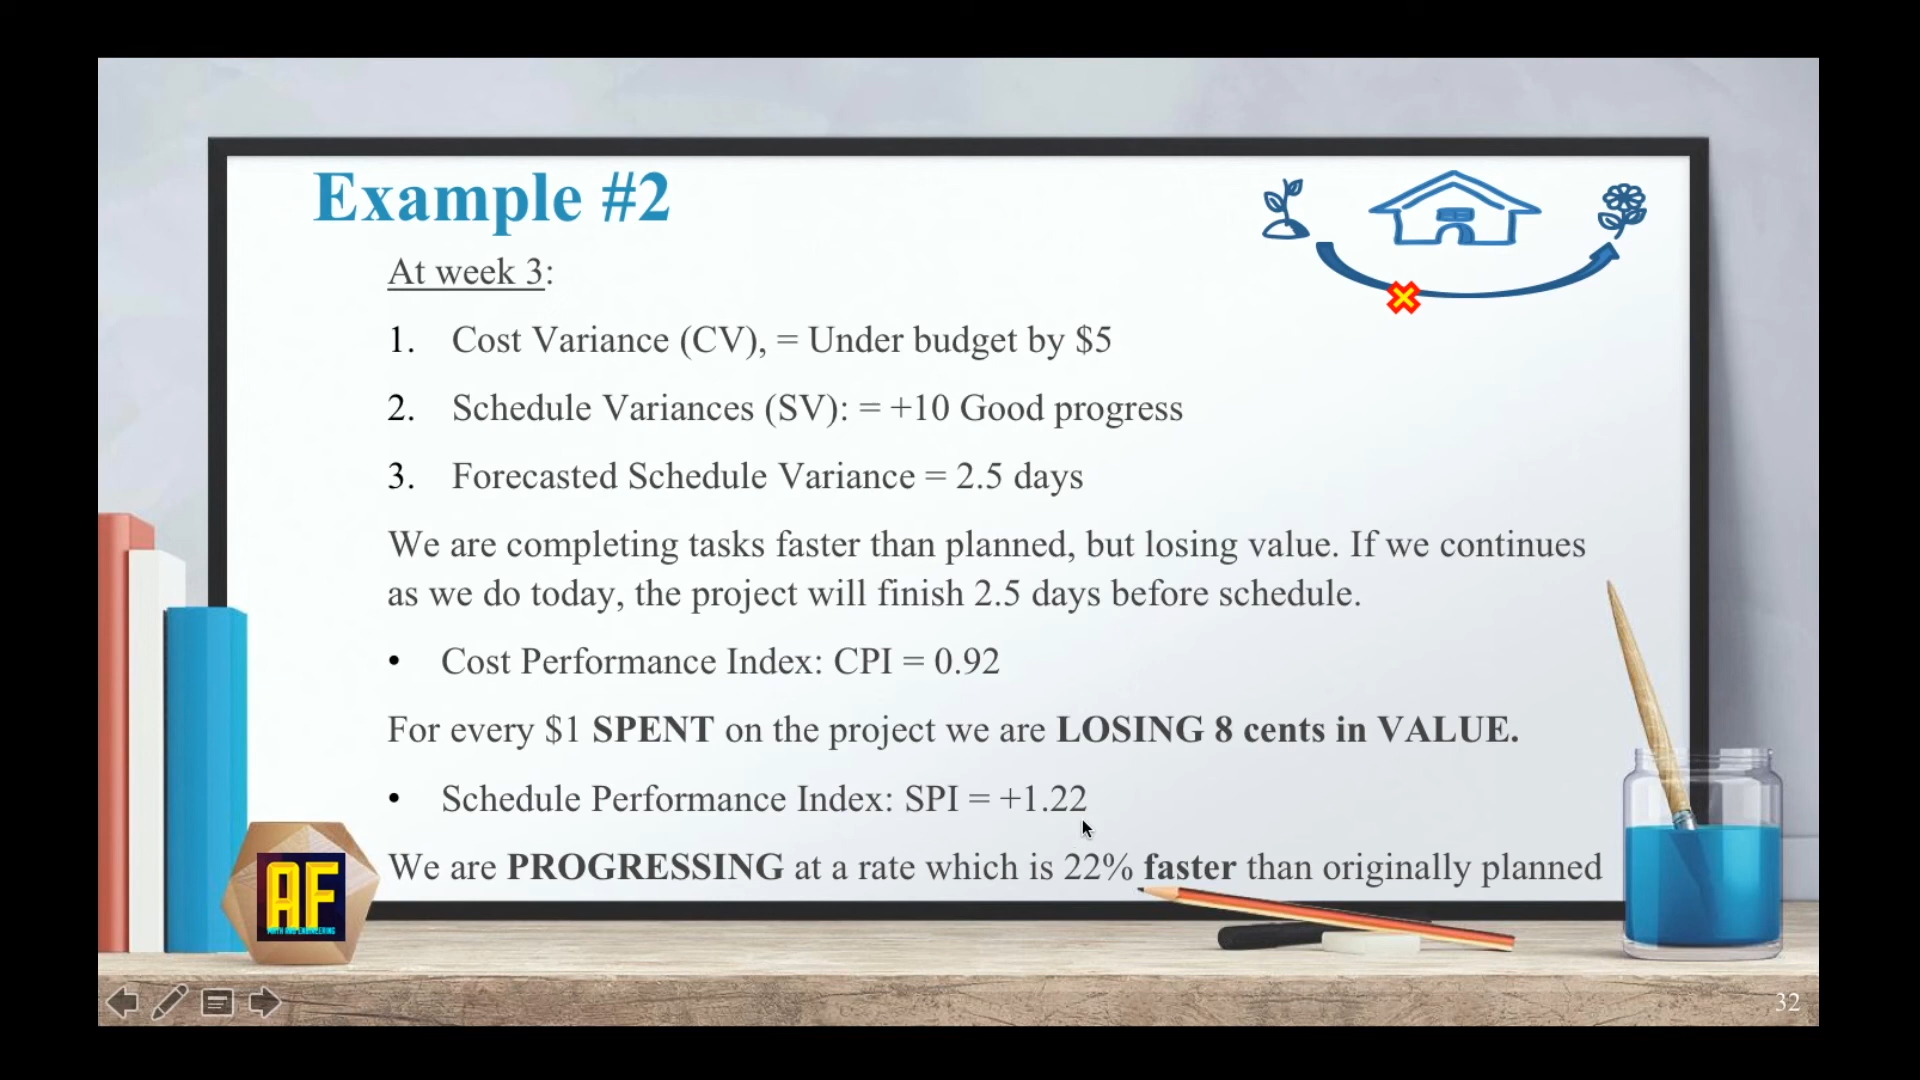 Example #2
At week 3:
1. Cost Variance (CV), = Under budget by $5
2. Schedule Variances (SV): = +10 Good progress
3. Forecasted Schedule Variance = 2.5 days
We are completing tasks faster than planned, but losing value. If we continues
as we do today, the project will finish 2.5 days before schedule.
• Cost Performance Index: CPI = 0.92
For every $1 SPENT on the project we are LOSING 8 cents in VALUE.
• Schedule Performance Index: SPI = +1.22
We are PROGRESSING at a rate which is 22% faster than originally planned
AF
MATH AND ENGINEERING
32